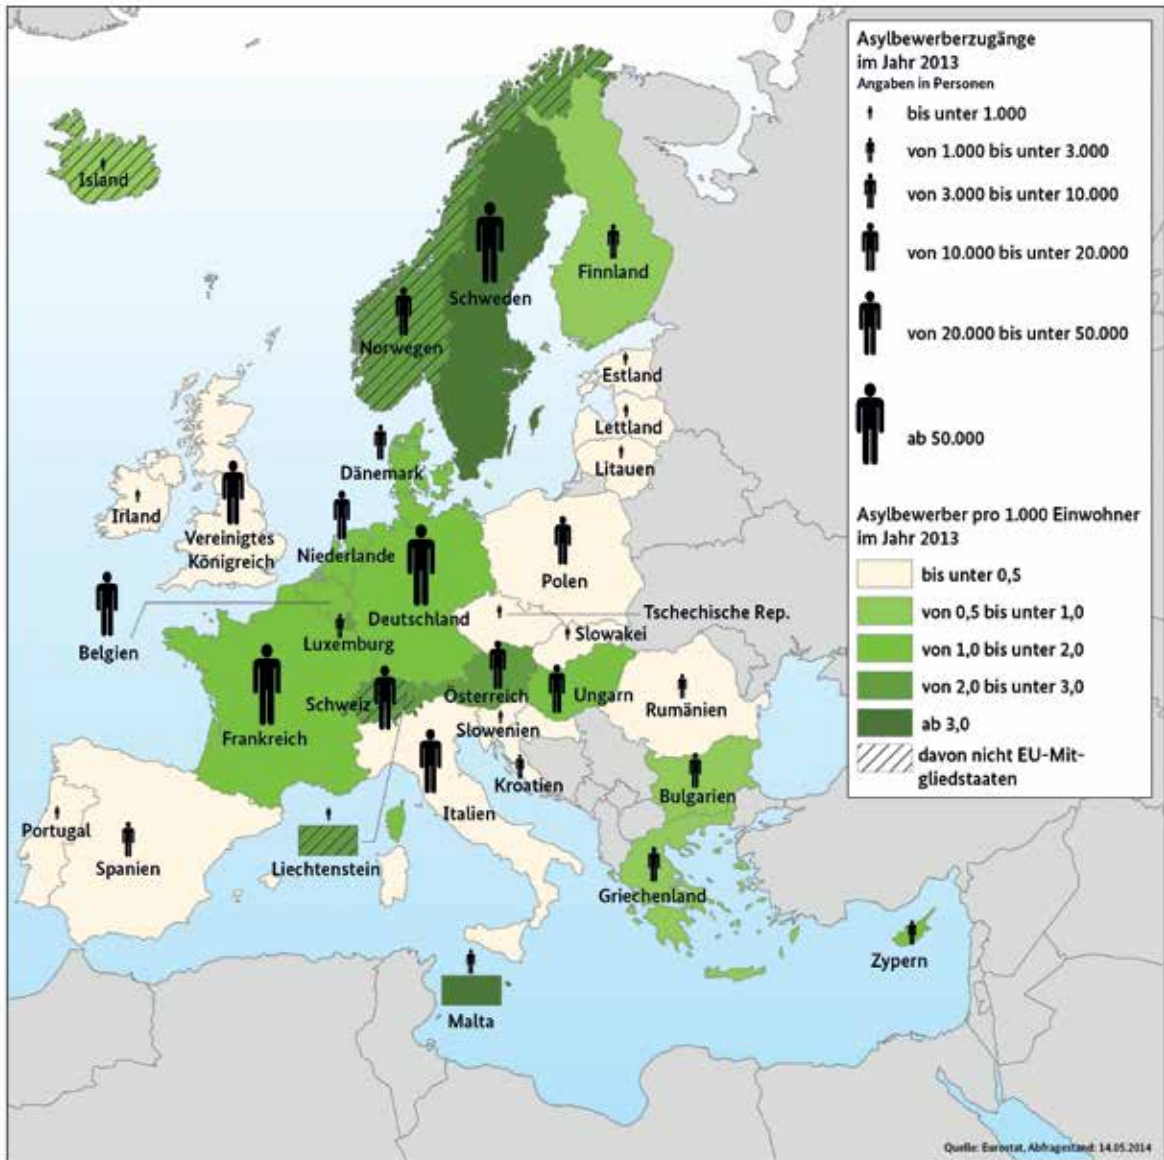 Asylbewerberzugänge
im Jahr 2013
Angaben in Personen
bis unter 1.000
von 1.000 bis unter 3.000
von 3.000 bis unter 10.000
von 10.000 bis unter 20.000
von 20.000 bis unter 50.000
ab 50.000
Asylbewerber pro 1.000 Einwohner
im Jahr 2013
bis unter 0,5
von 0,5 bis unter 1,0
von 1,0 bis unter 2,0
von 2,0 bis unter 3,0
ab 3,0
davon nicht EU-Mit-
gliedstaaten
Island
Finnland
Schweden
Norwegen
Estland
Lettland
Litauen
Dänemark
Irland
Vereinigtes
Königreich
Niederlande
Polen
Deutschland
Tschechische Rep.
Slowakei
Luxemburg
Belgien
Österreich
Ungarn
Schweiz
Rumänien
Slowenien
Frankreich
Kroatien
Bulgarien
Italien
Portugal
Spanien
Liechtenstein
Griechenland
Zypern
Malta
Quelle: Eurostat, Abfragestand: 14.05.2014